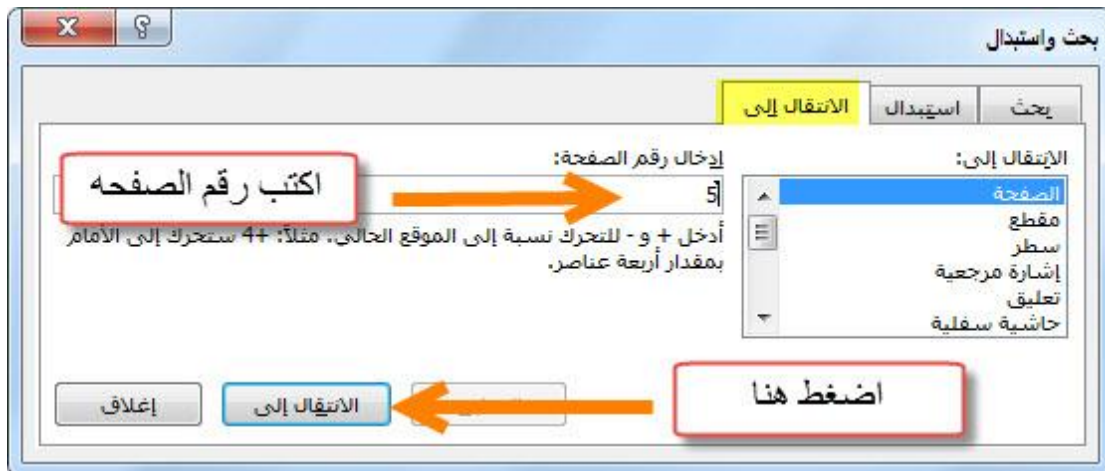 بحث واستبدال
بحث
استبدال
الانتقال إلى
الانتقال إلى:
الصفحة
مقطع
سطر
إشارة مرجعية
تعليق
حاشية سفلية
إدخال رقم الصفحة:
5
اكتب رقم الصفحه
أدخل + و - للتحرك نسبة إلى الموقع الحالي. مثلاً: +4 ستحرك إلى الأمام
بمقدار أربعة عناصر.
اضغط هنا
الانتقال إلى
إغلاق